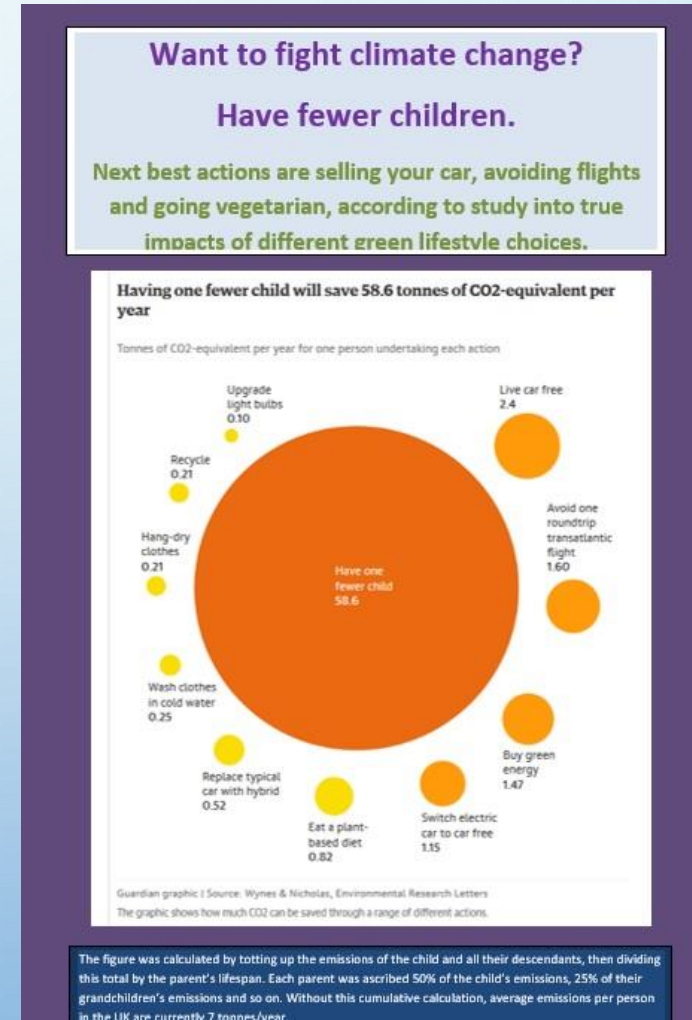 Want to fight climate change?
Have fewer children.
Next best actions are selling your car, avoiding flights
and going vegetarian, according to study into true
impacts of different green lifestyle choices.
Having one fewer child will save 58.6 tonnes of CO2-equivalent per
year
Tonnes of CO2-equivalent per year for one person undertaking each action
Upgrade
light bulbs
0.10
Live car free
2.4
Recycle
0.21
Avoid one
roundtrip
transatlantic
flight
1.60
Hang-dry
clothes
0.21
Have one
fewer child
58.6
Wash clothes
in cold water
0.25
Buy green
energy
1.47
Replace typical
car with hybrid
0.52
Switch electric
car to car free
1.15
Eat a plant-
based diet
0.82
Guardian graphic | Source: Wynes & Nicholas, Environmental Research Letters
The graphic shows how much CO2 can be saved through a range of different actions.
The figure was calculated by totting up the emissions of the child and all their descendants, then dividing
this total by the parent's lifespan. Each parent was ascribed 50% of the child's emissions, 25% of their
grandchildren's emissions and so on. Without this cumulative calculation, average emissions per person
in the UK are currently 7 tonnes/year.